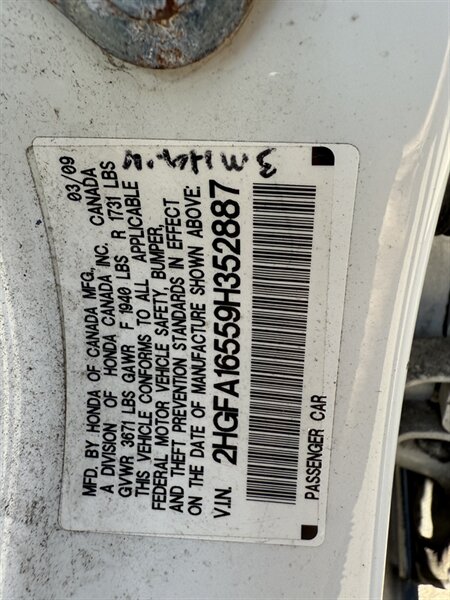 MFD. BY HONDA OF CANADA MFG., 03/09
A DIVISION OF HONDA CANADA INC. CANADA
GVWR 3671 LBS GAWR F 1940 LBS R 1731 LBS
THIS VEHICLE CONFORMS TO ALL APPLICABLE
FEDERAL MOTOR VEHICLE SAFETY, BUMPER,
AND THEFT PREVENTION STANDARDS IN EFFECT
ON THE DATE OF MANUFACTURE SHOWN ABOVE.
V.I.N. 2HGFA16559H352887
PASSENGER CAR